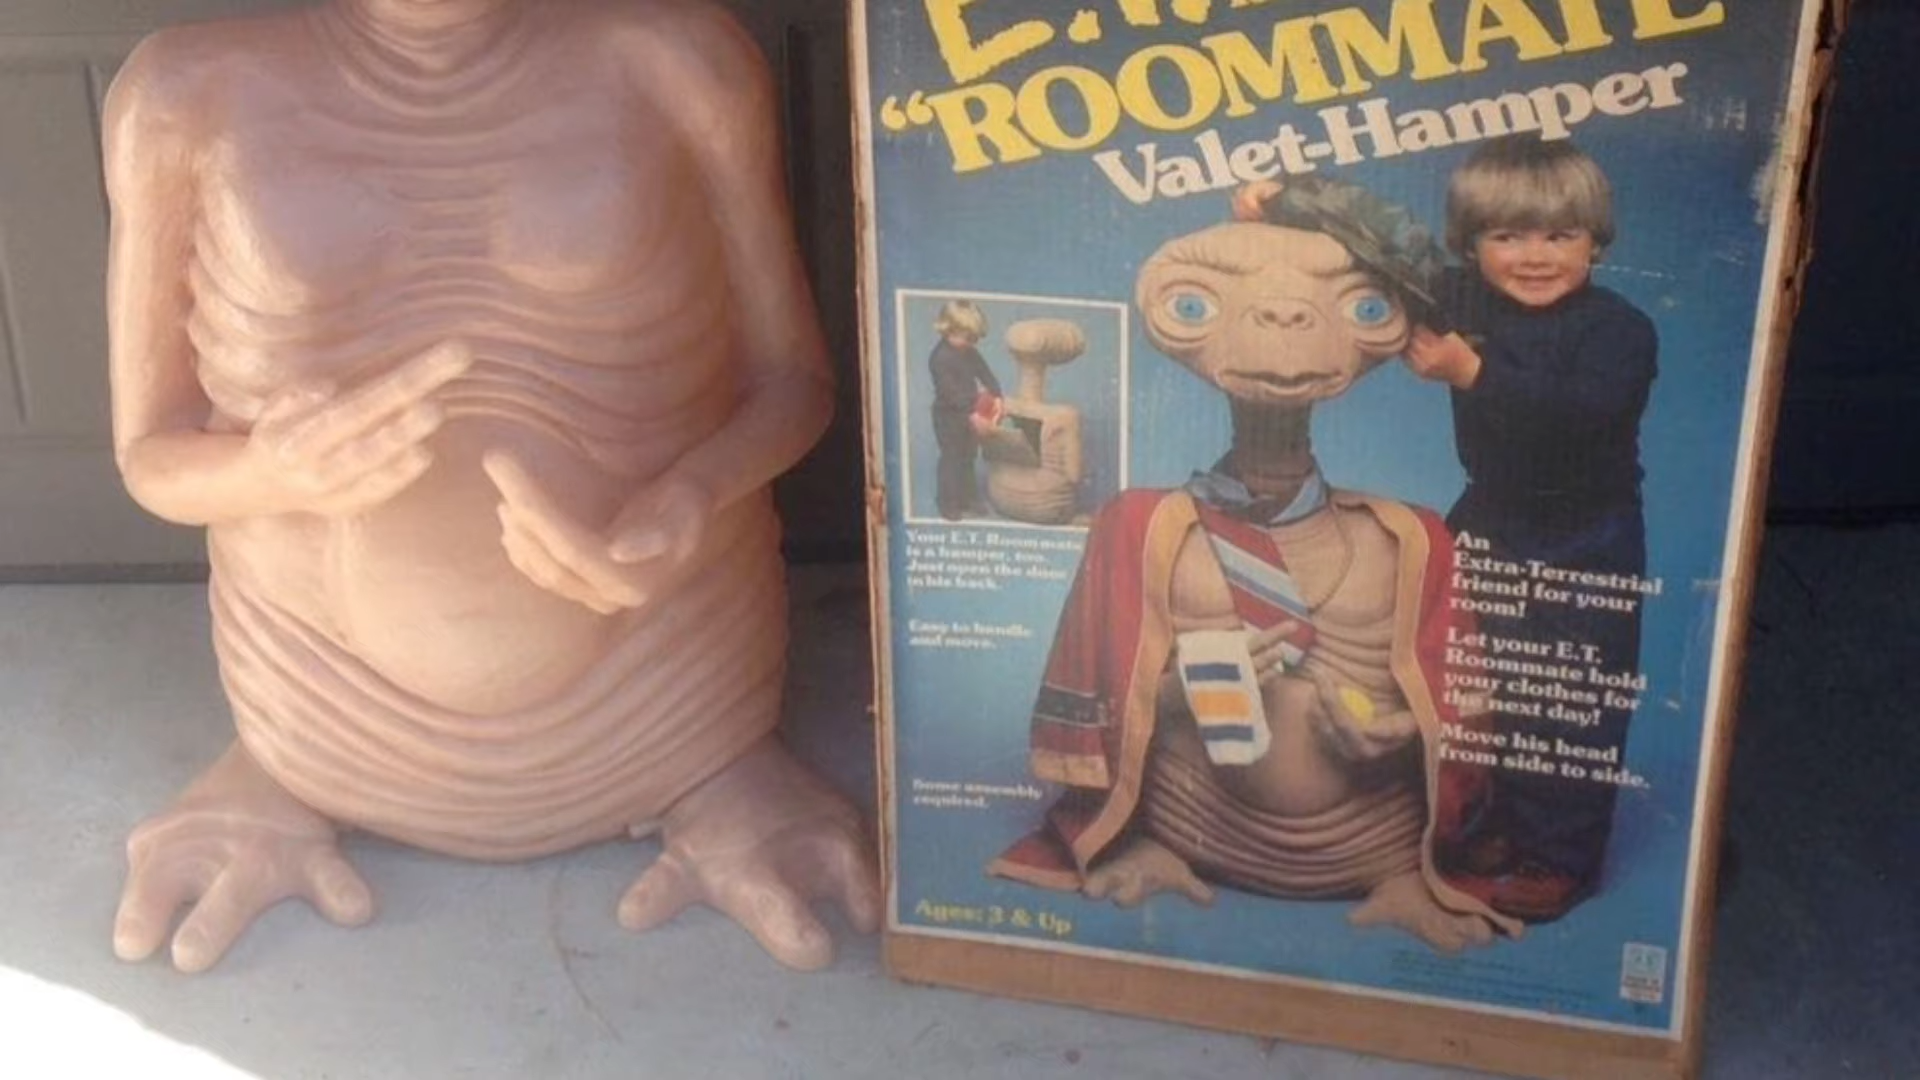 E.T.
"ROOMMATE"
Valet-Hamper
Your E.T. Roommate
is a hamper, too.
Just open the door
in his back.
Easy to handle
and move.
Some assembly
required.
Ages: 3 & Up
An
Extra-Terrestrial
friend for your
room!
Let your E.T.
Roommate hold
your clothes for
the next day!
Move his head
from side to side.